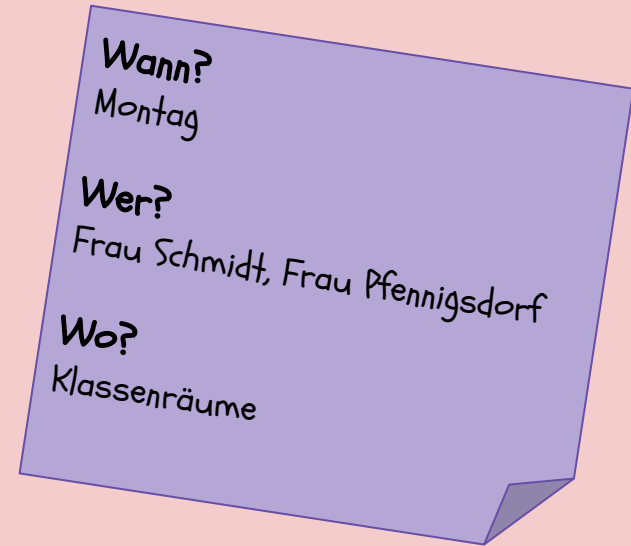 Wann?
Montag
Wer?
Frau Schmidt, Frau Pfennigsdorf
Wo?
Klassenräume